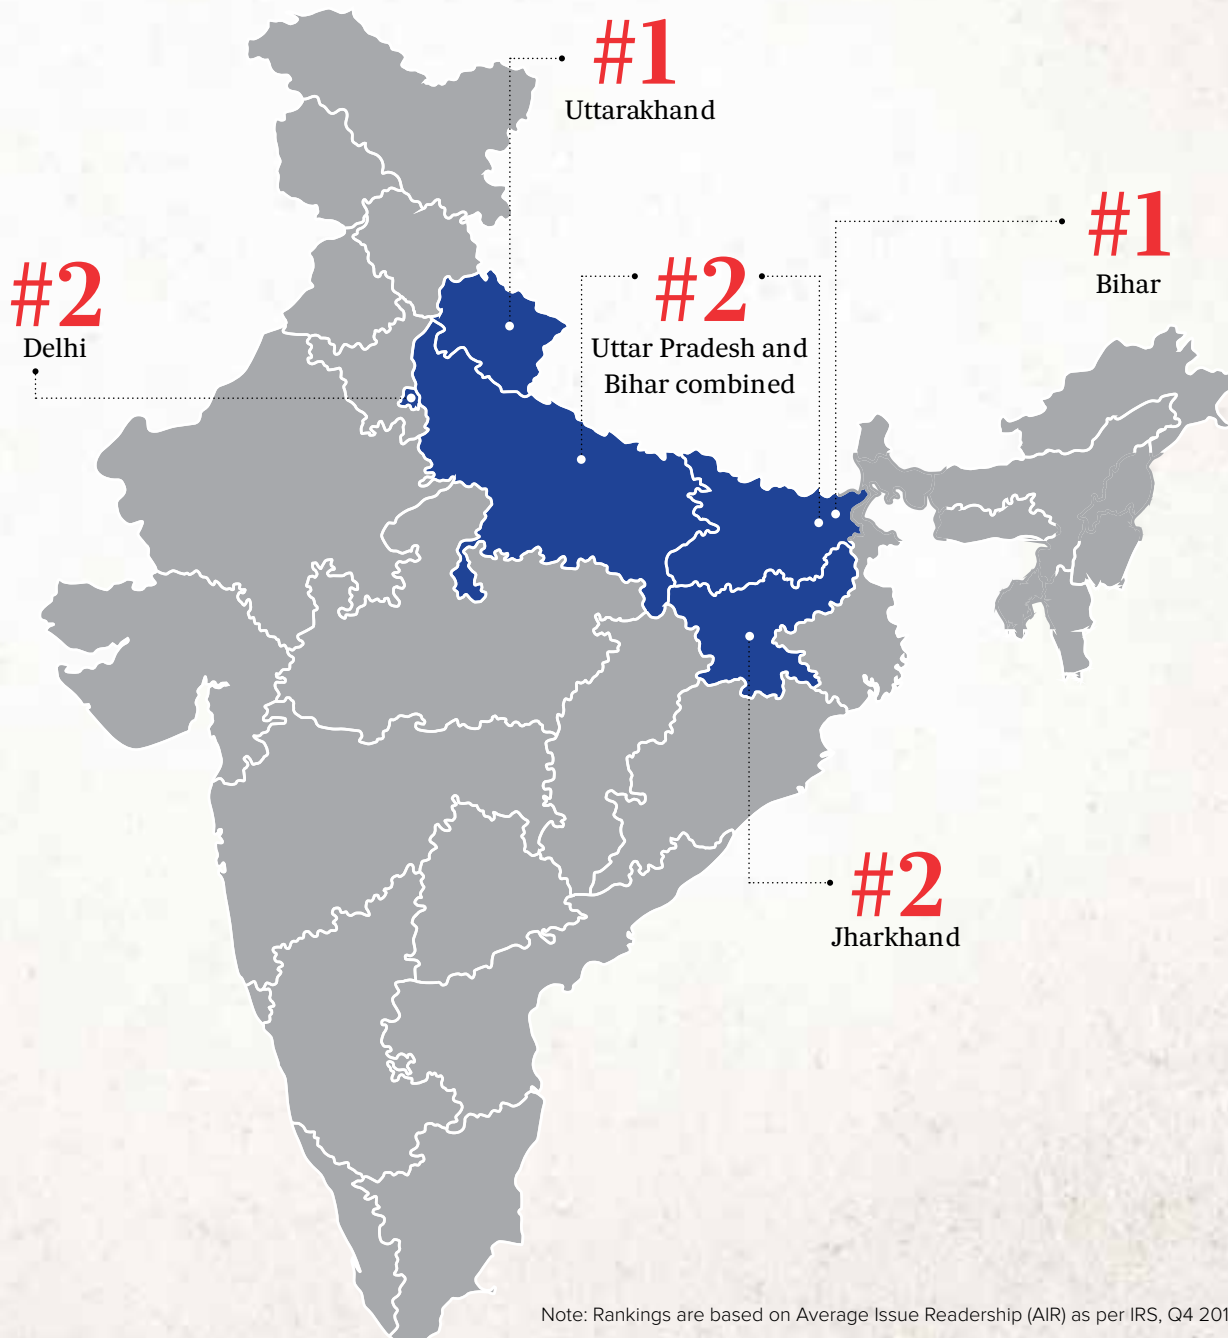 #1
Uttarakhand
#1
Bihar
#2
Uttar Pradesh and
Bihar combined
#2
Delhi
#2
Jharkhand
Note: Rankings are based on Average Issue Readership (AIR) as per IRS, Q4 201